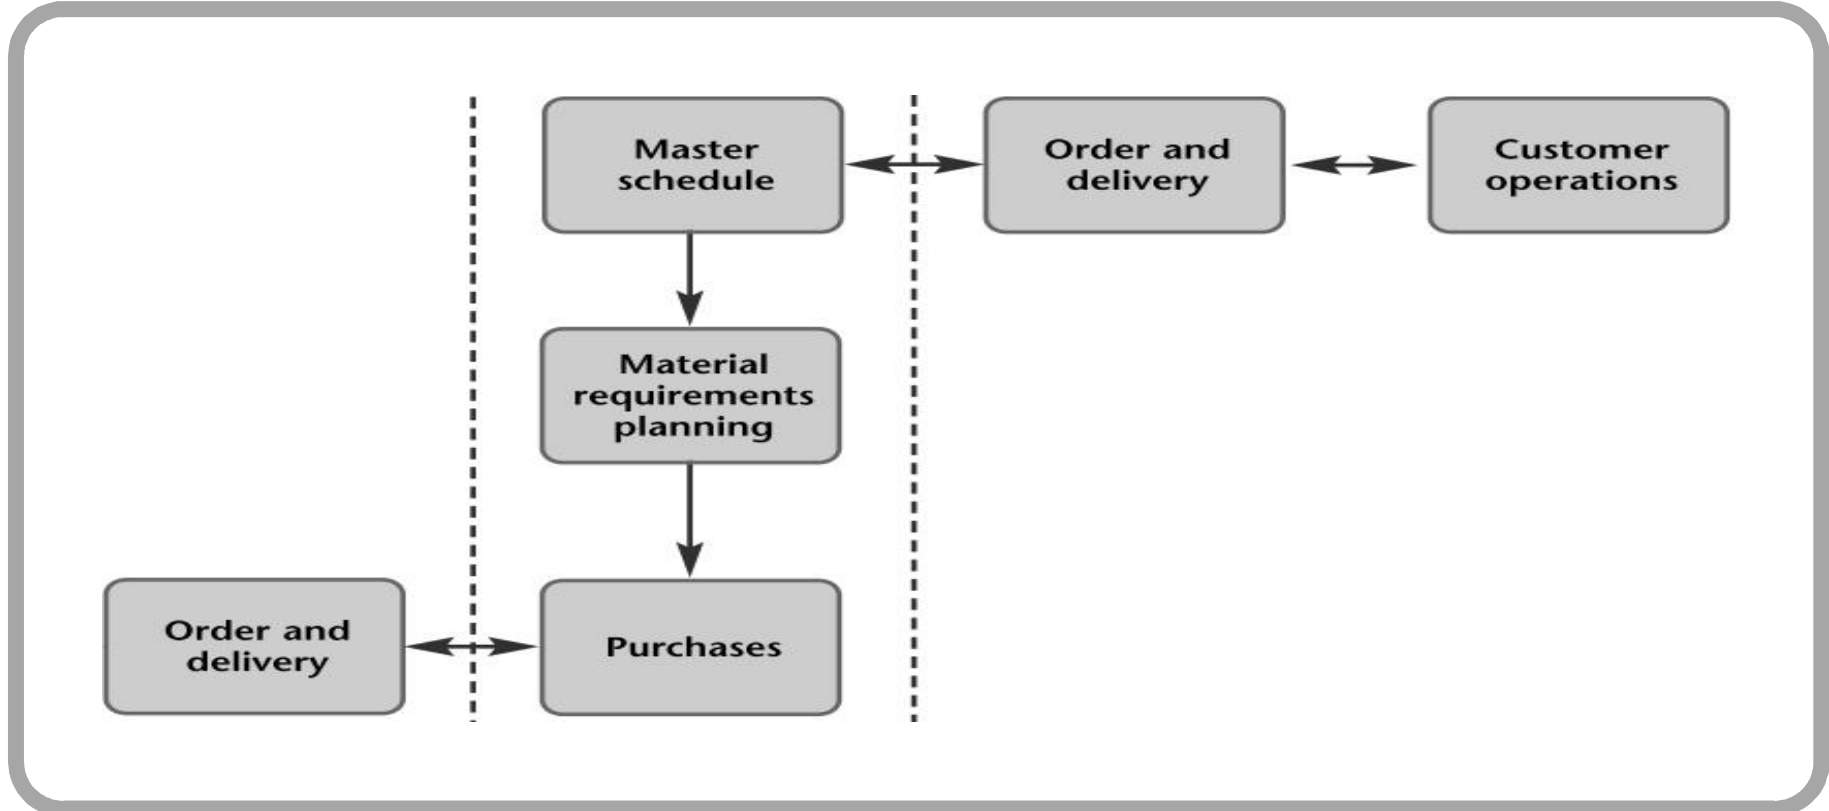 Master
schedule
Order and
delivery
Customer
operations
Material
requirements
planning
Order and
delivery
Purchases